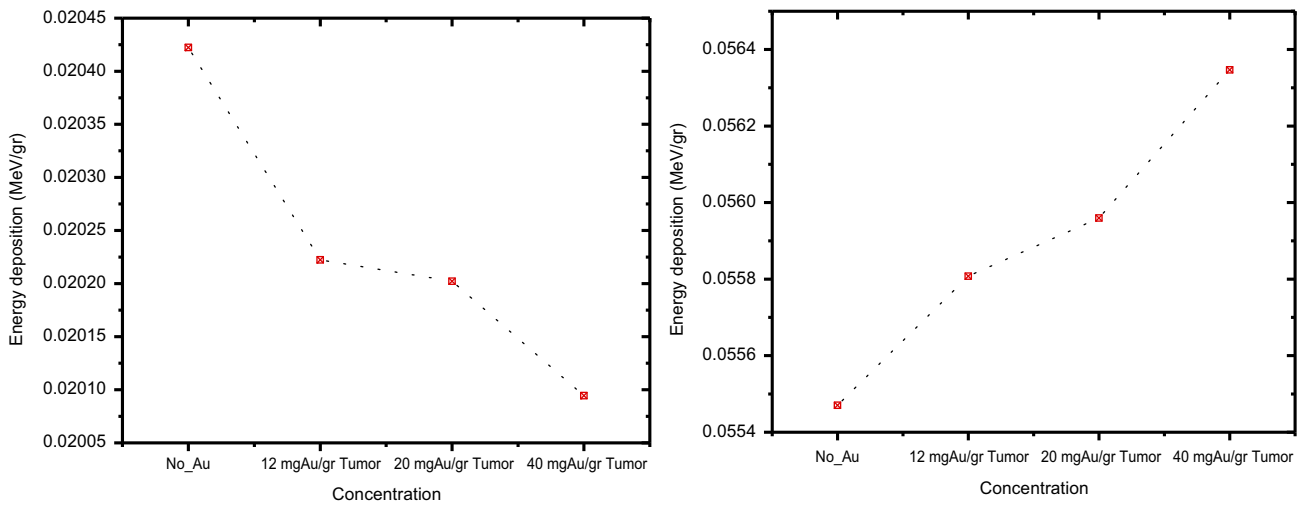 Energy deposition (MeV/gr)
0.02045
0.02040
0.02035
0.02030
0.02025
0.02020
0.02015
0.02010
0.02005
No_Au 12 mgAu/gr Tumor 20 mgAu/gr Tumor 40 mgAu/gr Tumor
Concentration
Energy deposition (MeV/gr)
0.0564
0.0562
0.0560
0.0558
0.0556
0.0554
No_Au 12 mgAu/gr Tumor 20 mgAu/gr Tumor 40 mgAu/gr Tumor
Concentration